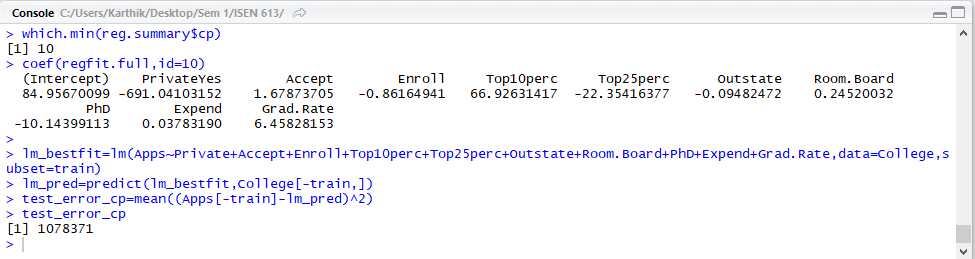 Console C:/Users/Karthik/Desktop/Sem 1/ISEN 613/
> which.min(reg.summary$cp)
[1] 10
> coef(regfit.full,id=10)
(Intercept) PrivateYes Accept Enroll Top10perc Top25perc Outstate Room.Board
84.95670099 -691.04103152 1.67873705 -0.86164941 66.92631417 -22.35416377 -0.09482472 0.24520032
PhD Expend Grad.Rate
-10.14399113 0.03783190 6.45828153
>
> lm_bestfit=lm(Apps~Private+Accept+Enroll+Top10perc+Top25perc+Outstate+Room.Board+PhD+Expend+Grad.Rate,data=College,s
ubset=train)
> lm_pred=predict(lm_bestfit,College[-train,])
> test_error_cp=mean((Apps[-train]-lm_pred)^2)
> test_error_cp
[1] 1078371
>